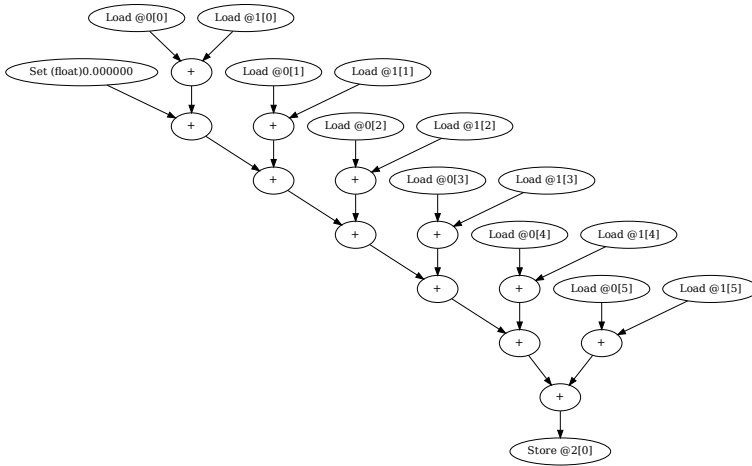 Load @0[0]
Load @1[0]
Set (float)0.000000
+
Load @0[1]
Load @1[1]
+
+
Load @0[2]
Load @1[2]
+
+
Load @0[3]
Load @1[3]
+
+
Load @0[4]
Load @1[4]
+
+
Load @0[5]
Load @1[5]
+
+
+
Store @2[0]